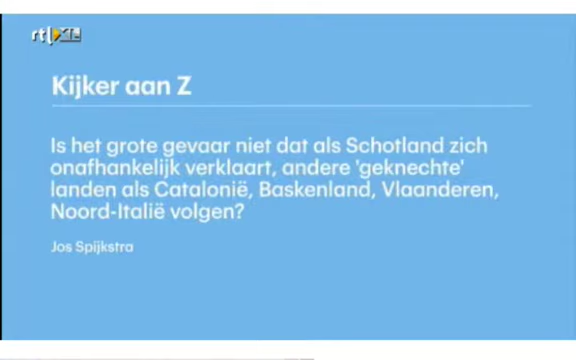 rtl XL
Kijker aan Z
Is het grote gevaar niet dat als Schotland zich
onafhankelijk verklaart, andere 'geknechte'
landen als Catalonië, Baskenland, Vlaanderen,
Noord-Italië volgen?
Jos Spijkstra